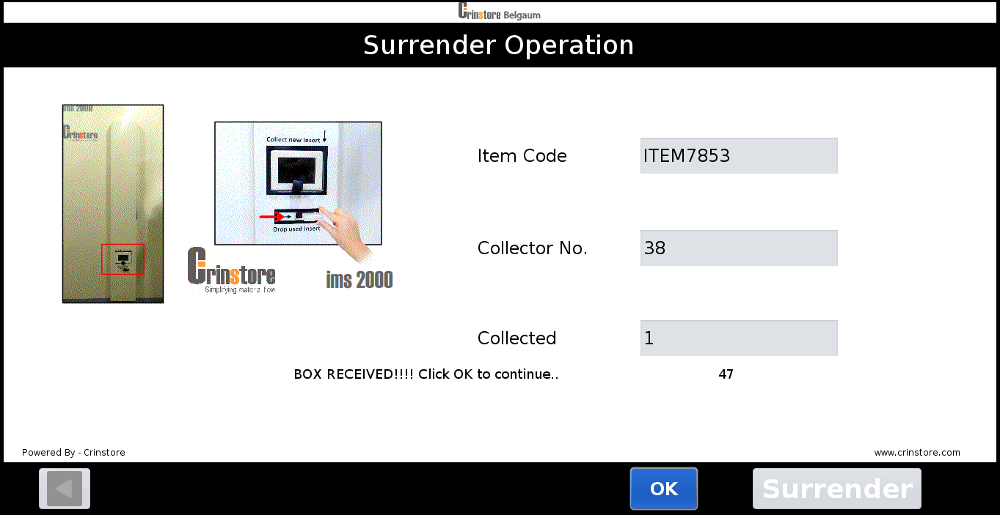 Crinstore Belgaum
Surrender Operation
ims 2000
Crinstore
Collect new Insert
Drop used Insert
Crinstore
Simplifying material flow
ims 2000
Item Code
ITEM7853
Collector No.
38
Collected
1
BOX RECEIVED!!!! Click OK to continue..
47
Powered By - Crinstore
www.crinstore.com
OK
Surrender